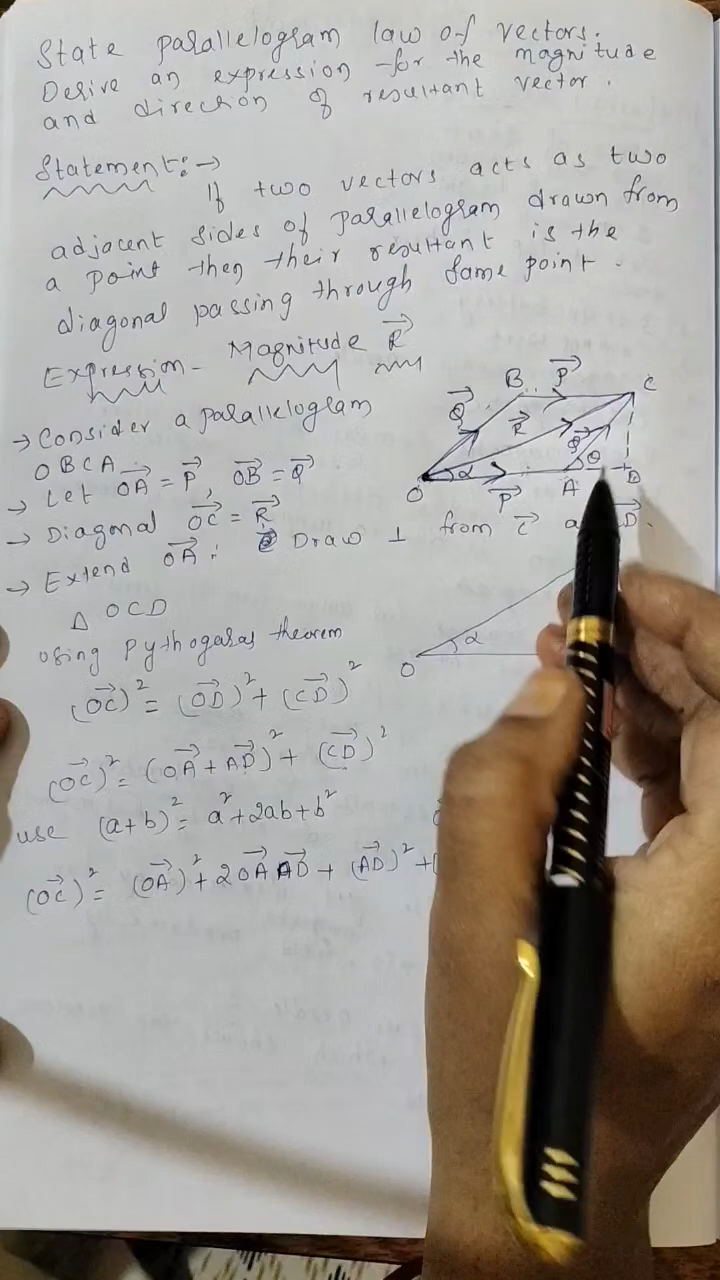 State parallelogram law of vectors.
Derive an expression for the magnitude
and direction of resultant vector.
Statement:→
If two vectors acts as two
adjacent sides of parallelogram drawn from
a point then their resultant is the
diagonal passing through same point.
Expression - Magnitude R⃗
→ Consider a parallelogram
OBCA
→ Let OA⃗ = P⃗, OB⃗ = Q⃗
→ Diagonal OC⃗ = R⃗
→ Extend OA⃗. Draw ⊥ from C⃗ D⃗.
B P⃗ C
Q⃗ R⃗ Q⃗
O α P⃗ A θ D
Δ OCD
Using Pythogaras theorem
O α
(OC⃗)² = (OD⃗)² + (CD⃗)²
(OC⃗)² = (OA⃗ + AD⃗)² + (CD⃗)²
use (a+b)² = a² + 2ab + b²
(OC⃗)² = (OA⃗)² + 2OA⃗ AD⃗ + (AD⃗)² + (